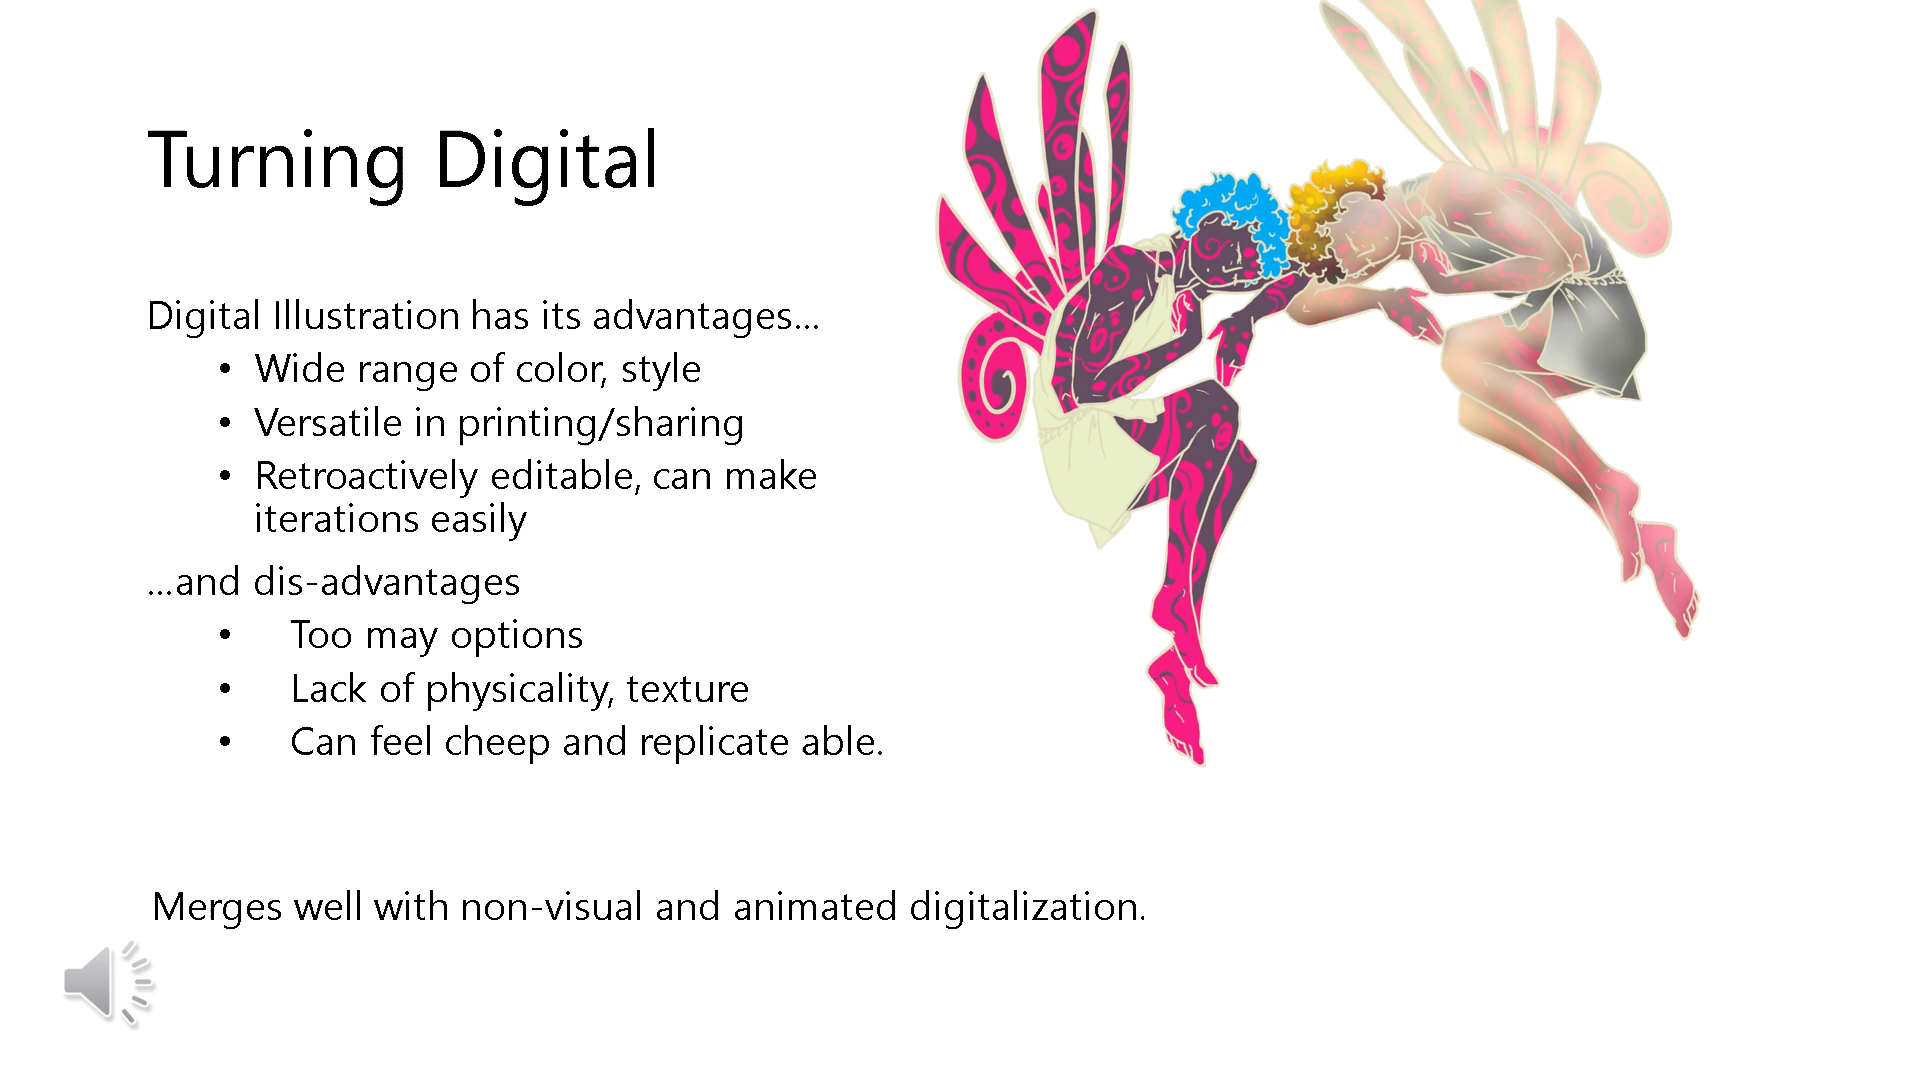 Turning Digital
Digital Illustration has its advantages…
• Wide range of color, style
• Versatile in printing/sharing
• Retroactively editable, can make
iterations easily
…and dis-advantages
• Too may options
• Lack of physicality, texture
• Can feel cheep and replicate able.
Merges well with non-visual and animated digitalization.